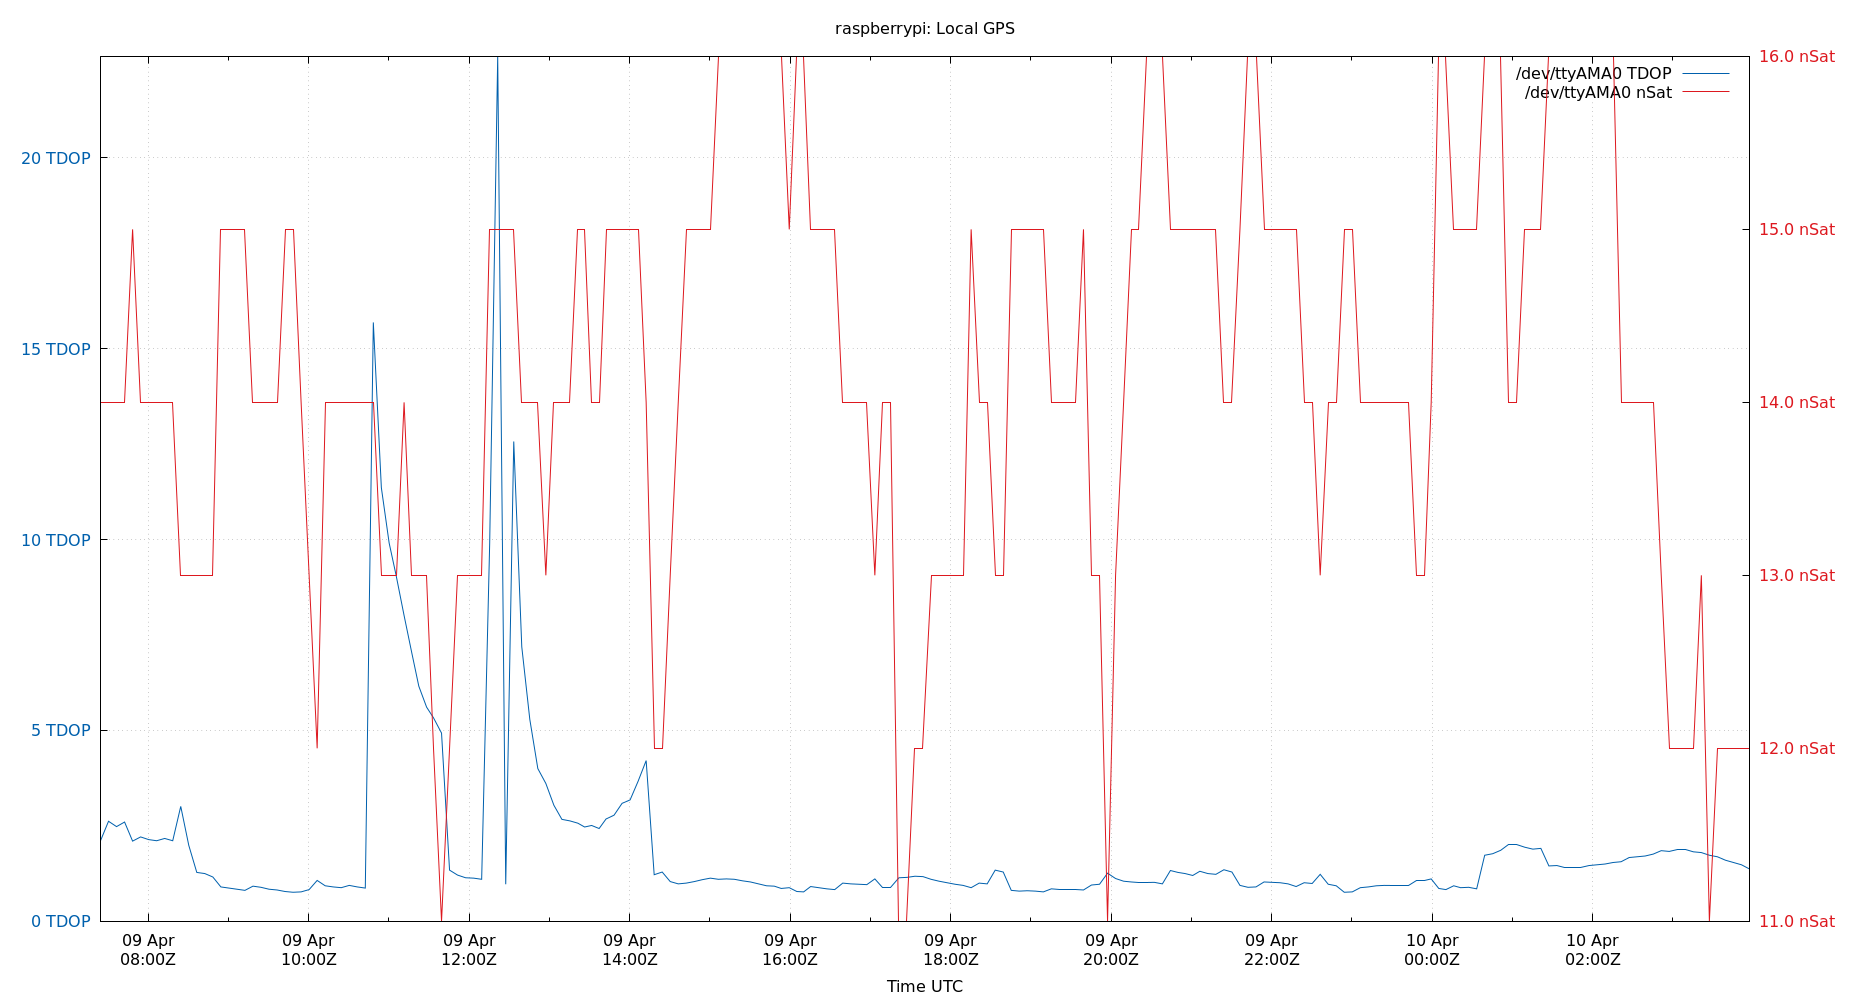 raspberrypi: Local GPS
/dev/ttyAMA0 TDOP
/dev/ttyAMA0 nSat
20 TDOP
15 TDOP
10 TDOP
5 TDOP
0 TDOP
16.0 nSat
15.0 nSat
14.0 nSat
13.0 nSat
12.0 nSat
11.0 nSat
09 Apr
08:00Z
09 Apr
10:00Z
09 Apr
12:00Z
09 Apr
14:00Z
09 Apr
16:00Z
09 Apr
18:00Z
09 Apr
20:00Z
09 Apr
22:00Z
10 Apr
00:00Z
10 Apr
02:00Z
Time UTC